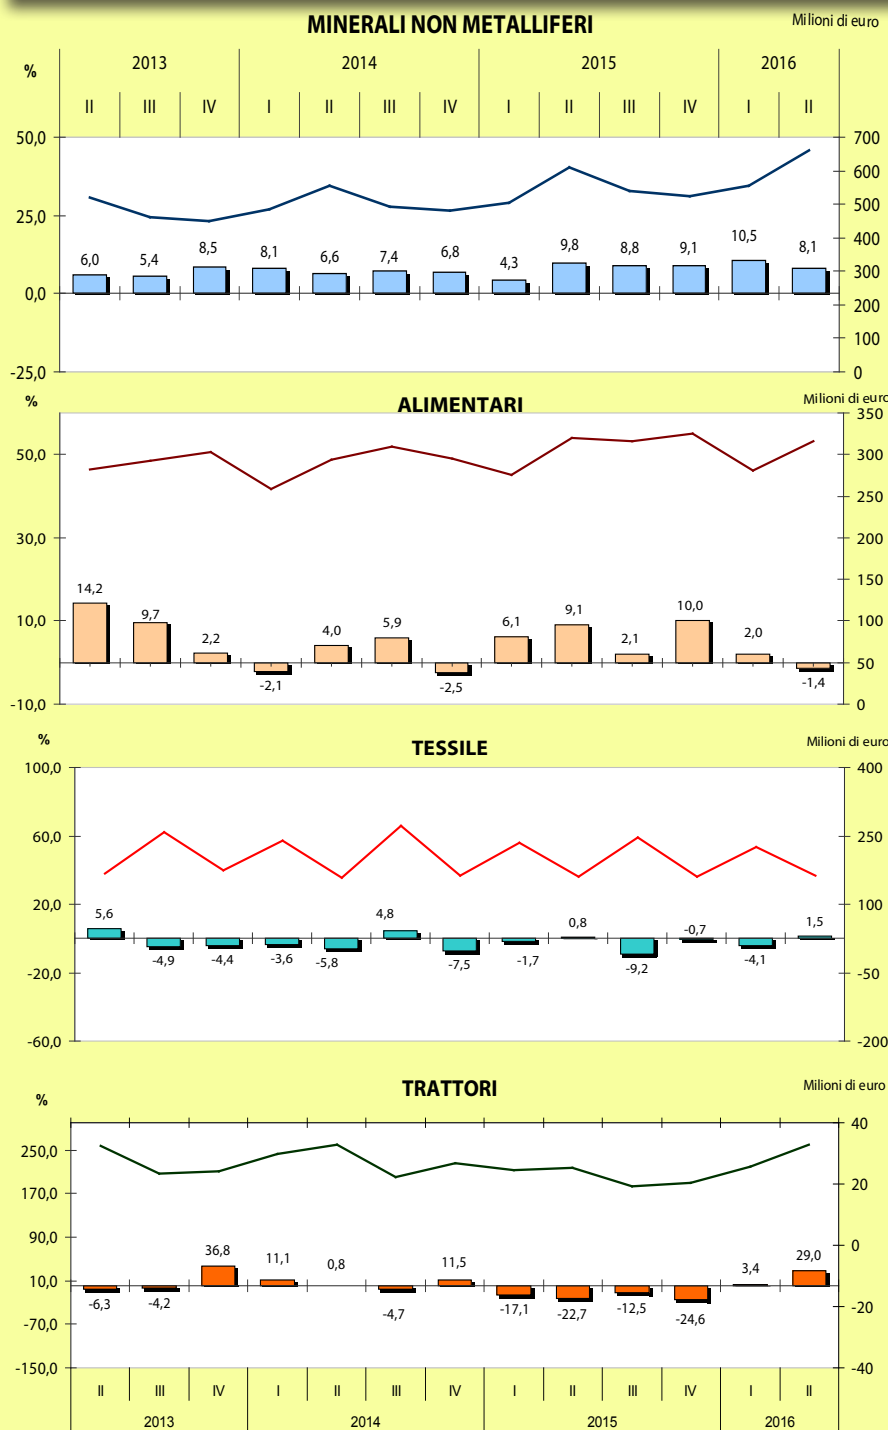 MINERALI NON METALLIFERI
Milioni di euro
% 2013 2014 2015 2016
II III IV I II III IV I II III IV I II
50,0 700
600
25,0 500
400
6,0 5,4 8,5 8,1 6,6 7,4 6,8 4,3 9,8 8,8 9,1 10,5 8,1
300
0,0
200
100
-25,0 0
% ALIMENTARI Milioni di euro
350
50,0 300
250
30,0 200
150
14,2 9,7 2,2 -2,1 4,0 5,9 -2,5 6,1 9,1 2,1 10,0 2,0 -1,4
10,0 100
50
-10,0 0
% TESSILE Milioni di euro
100,0 400
60,0 250
20,0 100
5,6 -4,9 -4,4 -3,6 -5,8 4,8 -7,5 -1,7 0,8 -9,2 -0,7 -4,1 1,5
-20,0 -50
-60,0 -200
% TRATTORI Milioni di euro
40
250,0
170,0 20
90,0 0
-6,3 -4,2 36,8 11,1 0,8 -4,7 11,5 -17,1 -22,7 -12,5 -24,6 3,4 29,0
10,0
-70,0 -20
-150,0 -40
II III IV I II III IV I II III IV I II
2013 2014 2015 2016